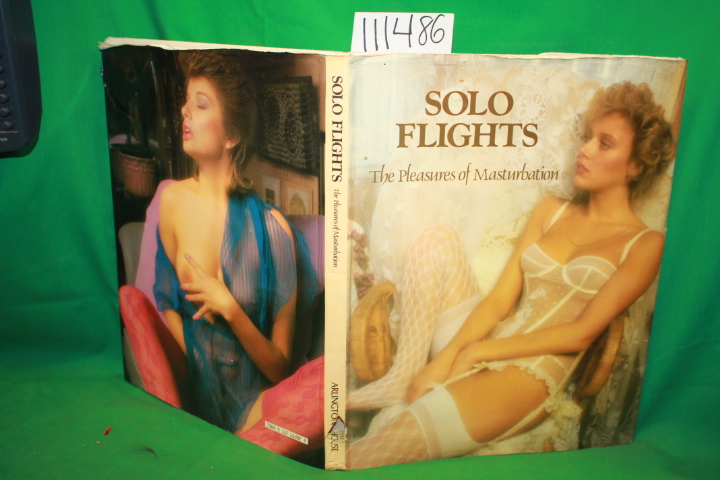 111486
SOLO
FLIGHTS
The Pleasures of Masturbation
SOLO FLIGHTS
The Pleasures of Masturbation
ARLINGTON HOUSE